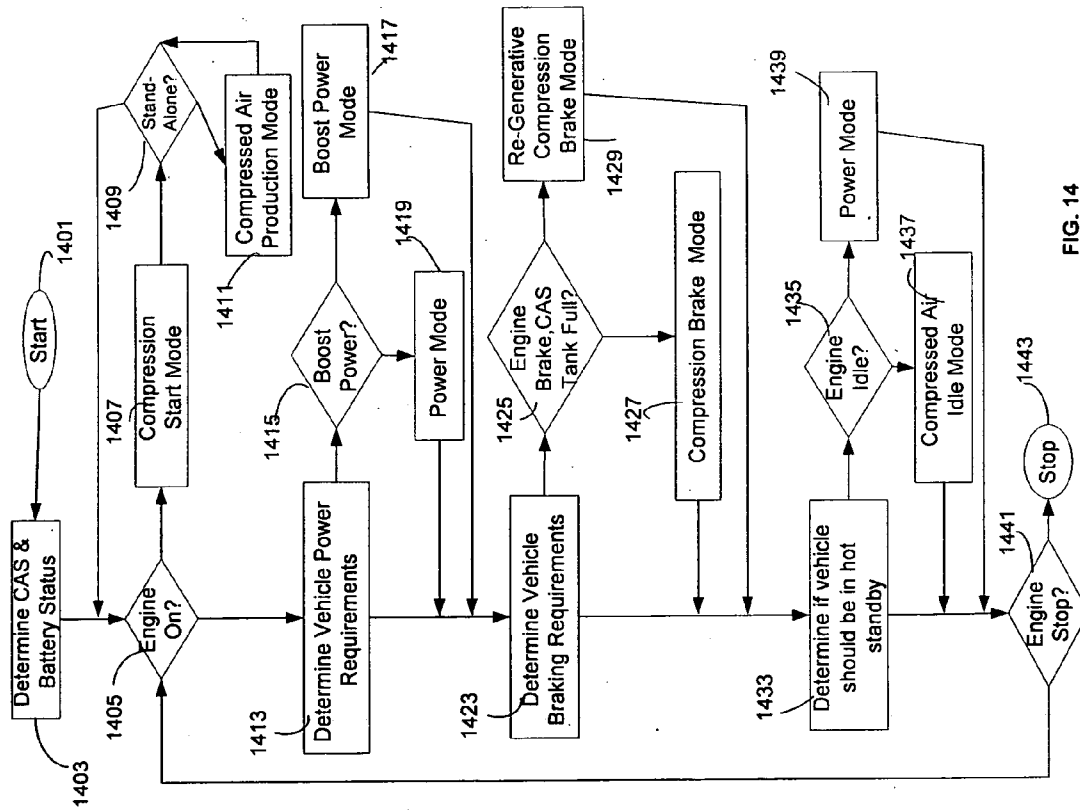 Start
1401
Determine CAS &
Battery Status
1403
Engine
On?
1405
Compression
Start Mode
1407
Stand-
Alone?
1409
Compressed Air
Production Mode
1411
Determine Vehicle Power
Requirements
1413
Boost
Power?
1415
Boost Power
Mode
1417
Power Mode
1419
Determine Vehicle
Braking Requirements
1423
Engine
Brake,CAS
Tank Full?
1425
Re-Generative
Compression
Brake Mode
1429
Compression Brake Mode
1427
Determine if vehicle
should be in hot
standby
1433
Engine
Idle?
1435
Power Mode
1439
Compressed Air
Idle Mode
1437
Engine
Stop?
1441
Stop
1443
FIG. 14